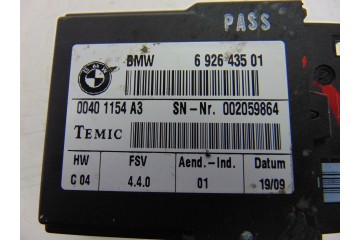 PASS
BMW 6 926 435 01
0040 1154 A3 SN-Nr. 002059864
TEMIC
HW FSV Aend.-Ind. Datum
C 04 4.4.0 01 19/09